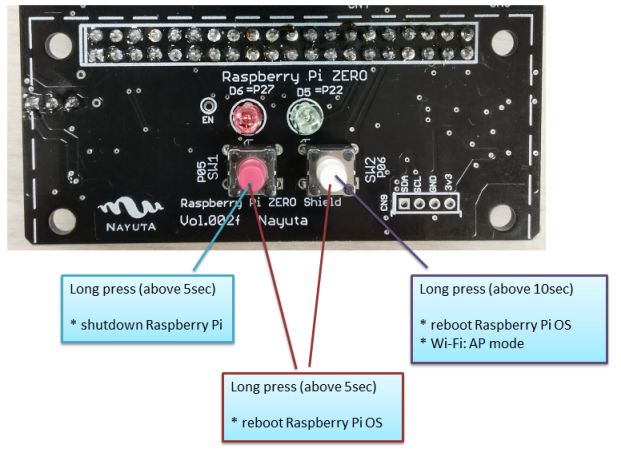 Raspberry Pi ZERO
D6 =P27
D5 =P22
EN
P05
SW1
SW2
P06
SDA
SCL
GND
3v3
CN9
Raspberry Pi ZERO Shield
Vol.002f Nayuta
NAYUTA
Long press (above 5sec)
* shutdown Raspberry Pi
Long press (above 10sec)
* reboot Raspberry Pi OS
* Wi-Fi: AP mode
Long press (above 5sec)
* reboot Raspberry Pi OS